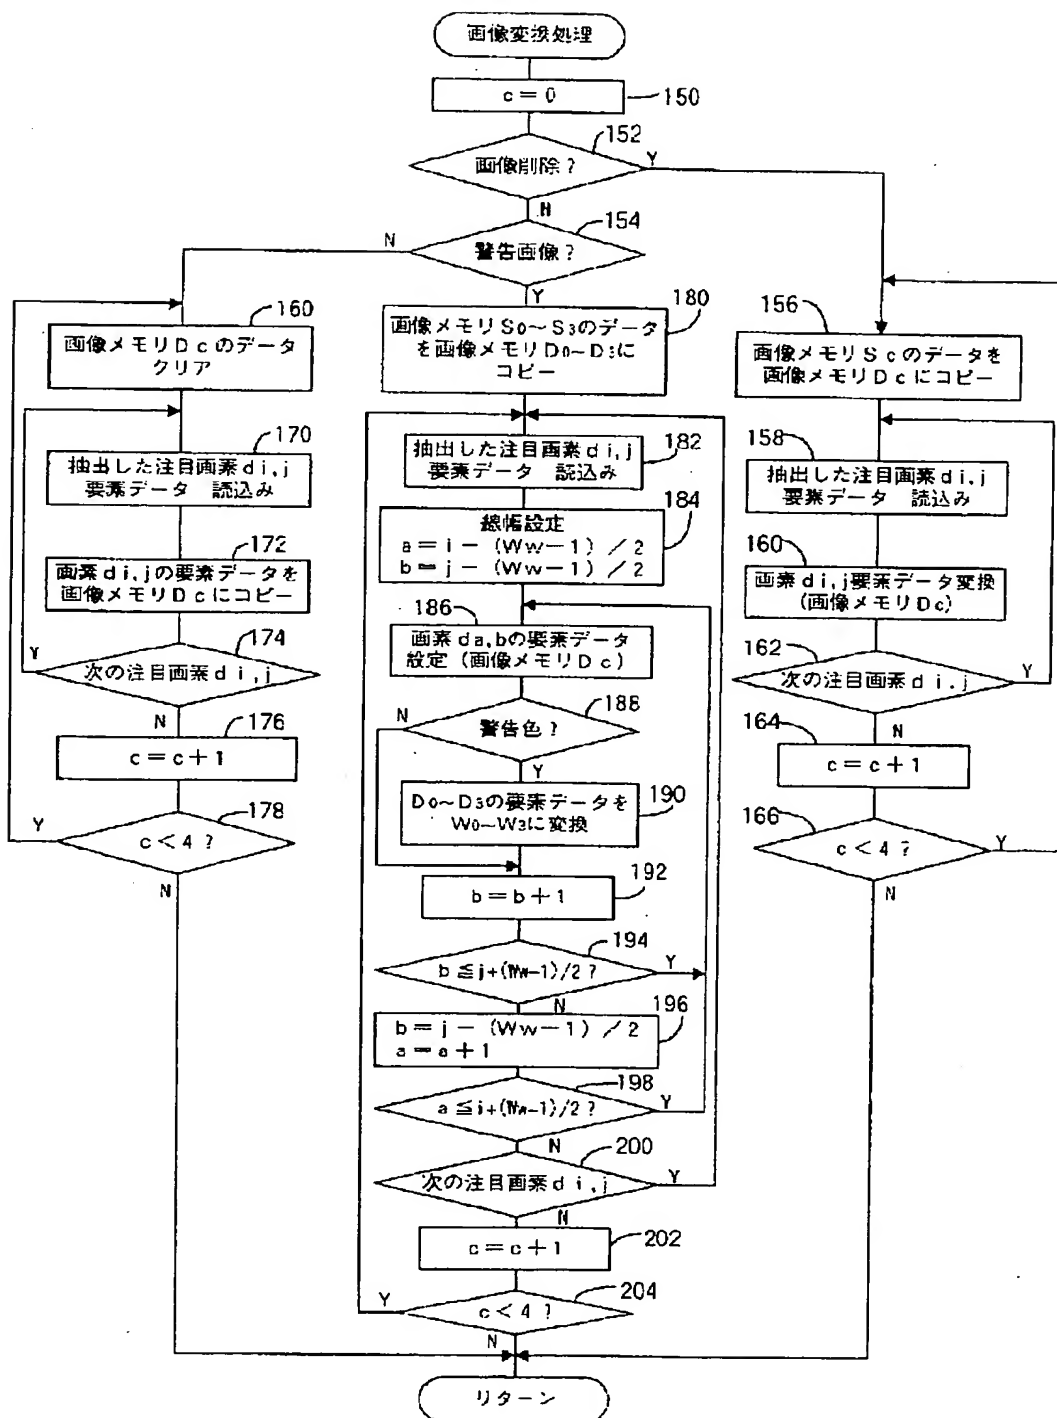 画像変換処理
c=0
150
152
画像削除?
Y
N
154
警告画像?
N
Y
160
画像メモリDcのデータ
クリア
170
抽出した注目画素di,j
要素データ 読込み
172
画素di,jの要素データを
画像メモリDcにコピー
174
Y
次の注目画素di,j
N
176
c=c+1
178
Y
c<4?
N
180
画像メモリS0~S3のデータ
を画像メモリD0~D3に
コピー
182
抽出した注目画素di,j
要素データ 読込み
184
線幅設定
a=i-(Ww-1)/2
b=j-(Ww-1)/2
186
画素da,bの要素データ
設定(画像メモリDc)
188
N
警告色?
Y
190
D0~D3の要素データを
W0~W3に変換
192
b=b+1
194
b≦j+(Ww-1)/2?
Y
N
196
b=j-(Ww-1)/2
a=a+1
198
a≦i+(Ww-1)/2?
Y
N
200
次の注目画素di,j
Y
N
c=c+1
202
204
Y
c<4?
N
156
画像メモリScのデータを
画像メモリDcにコピー
158
抽出した注目画素di,j
要素データ 読込み
160
画素di,j要素データ変換
(画像メモリDc)
162
次の注目画素di.j
Y
N
164
c=c+1
166
c<4?
Y
N
リターン